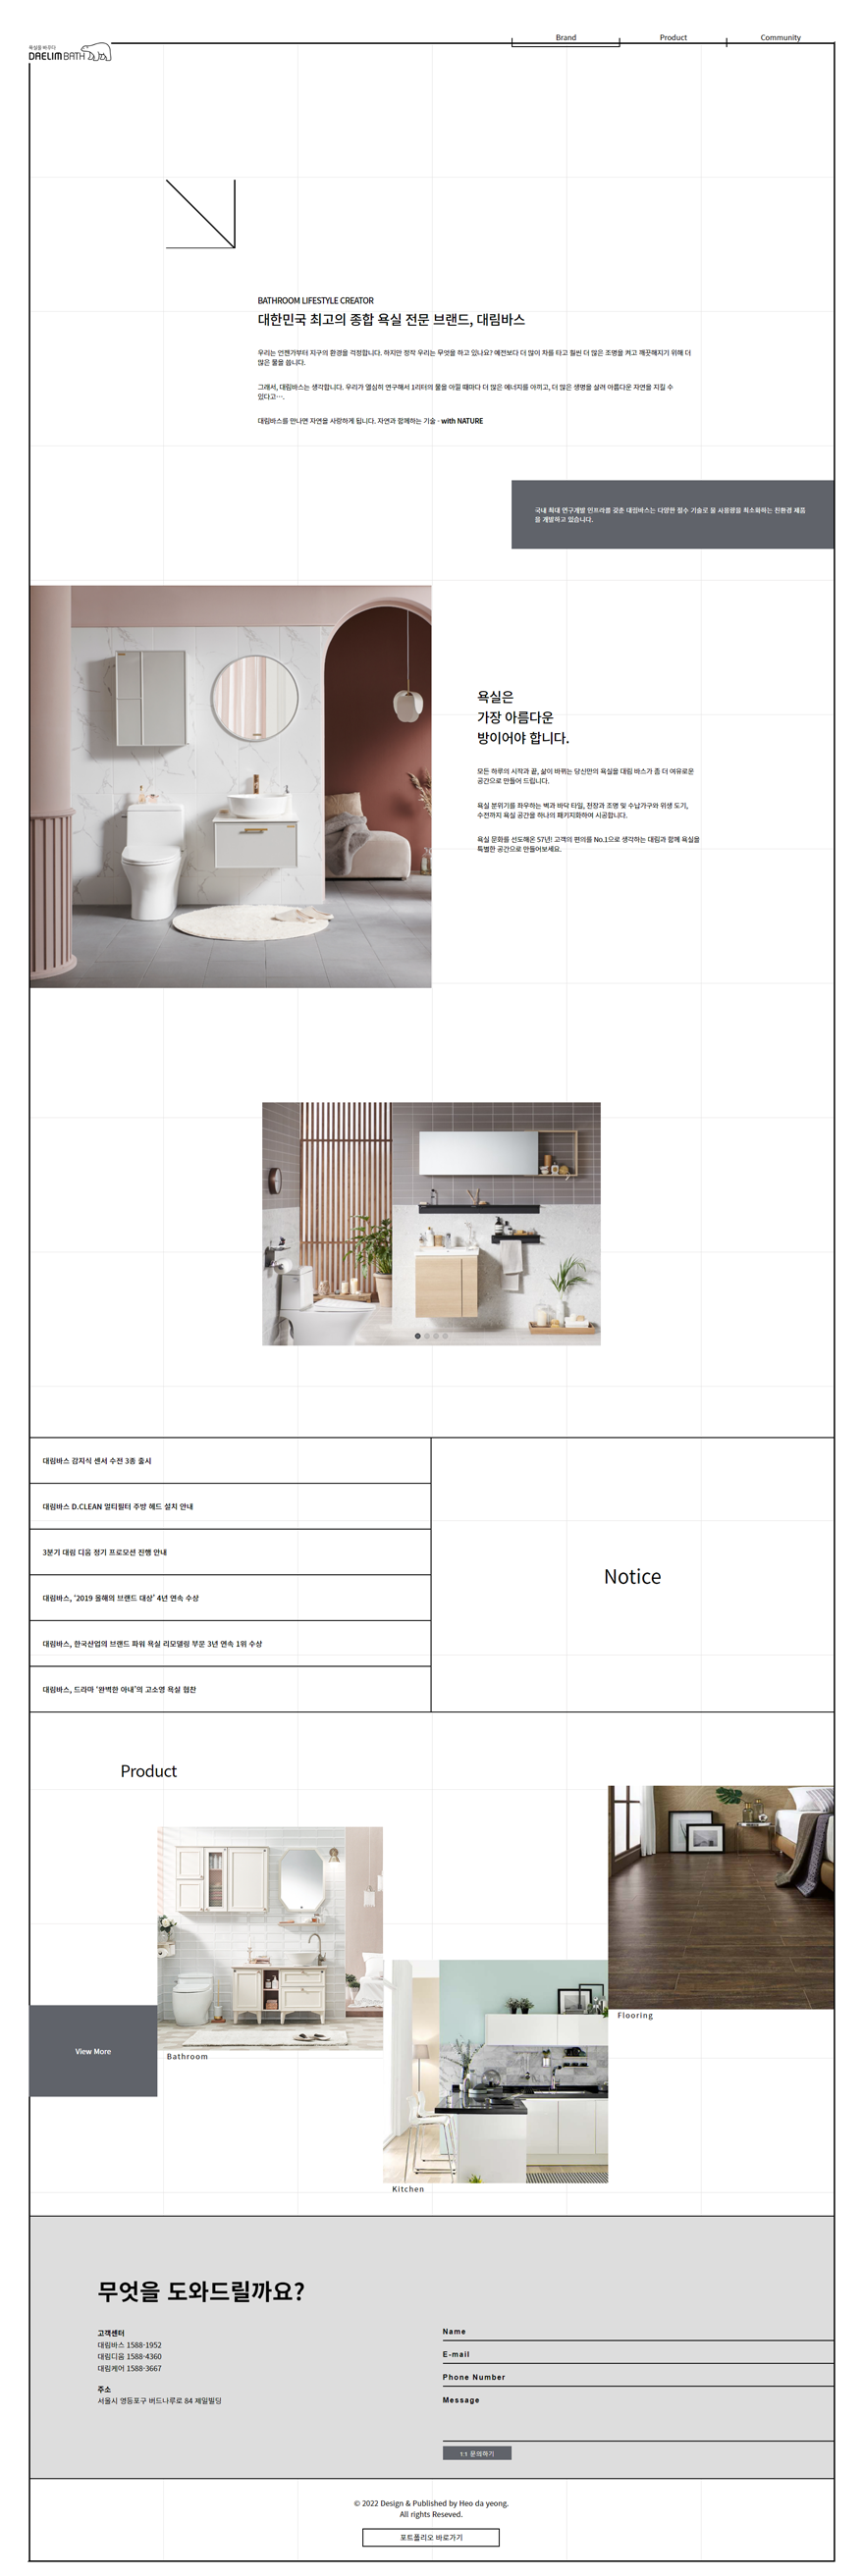 욕실을 바꾸다
DAELIM BATH
Brand
Product
Community
BATHROOM LIFESTYLE CREATOR
대한민국 최고의 종합 욕실 전문 브랜드, 대림바스
우리는 언젠가부터 지구의 환경을 걱정합니다. 하지만 정작 우리는 무엇을 하고 있나요? 예전보다 더 많이 차를 타고 훨씬 더 많은 조명을 켜고 깨끗해지기 위해 더
많은 물을 씁니다.
그래서, 대림바스는 생각합니다. 우리가 열심히 연구해서 1리터의 물을 아낄 때마다 더 많은 에너지를 아끼고, 더 많은 생명을 살려 아름다운 자연을 지킬 수
있다고….
대림바스를 만나면 자연을 사랑하게 됩니다. 자연과 함께하는 기술 - with NATURE
국내 최대 연구개발 인프라를 갖춘 대림바스는 다양한 절수 기술로 물 사용량을 최소화하는 친환경 제품
을 개발하고 있습니다.
욕실은
가장 아름다운
방이어야 합니다.
모든 하루의 시작과 끝, 삶이 바뀌는 당신만의 욕실을 대림 바스가 좀 더 여유로운
공간으로 만들어 드립니다.
욕실 분위기를 좌우하는 벽과 바닥 타일, 천장과 조명 및 수납가구와 위생 도기,
수전까지 욕실 공간을 하나의 패키지화하여 시공합니다.
욕실 문화를 선도해온 57년! 고객의 편의를 No.1으로 생각하는 대림과 함께 욕실을
특별한 공간으로 만들어보세요.
대림바스 감지식 센서 수전 3종 출시
대림바스 D.CLEAN 멀티필터 주방 헤드 설치 안내
3분기 대림 디움 정기 프로모션 진행 안내
대림바스, ‘2019 올해의 브랜드 대상’ 4년 연속 수상
대림바스, 한국산업의 브랜드 파워 욕실 리모델링 부문 3년 연속 1위 수상
대림바스, 드라마 ‘완벽한 아내’의 고소영 욕실 협찬
Notice
Product
Flooring
View More
Bathroom
Kitchen
무엇을 도와드릴까요?
고객센터
대림바스 1588-1952
대림디움 1588-4360
대림케어 1588-3667
주소
서울시 영등포구 버드나루로 84 제일빌딩
Name
E-mail
Phone Number
Message
1:1 문의하기
© 2022 Design & Published by Heo da yeong.
All rights Reseved.
포트폴리오 바로가기